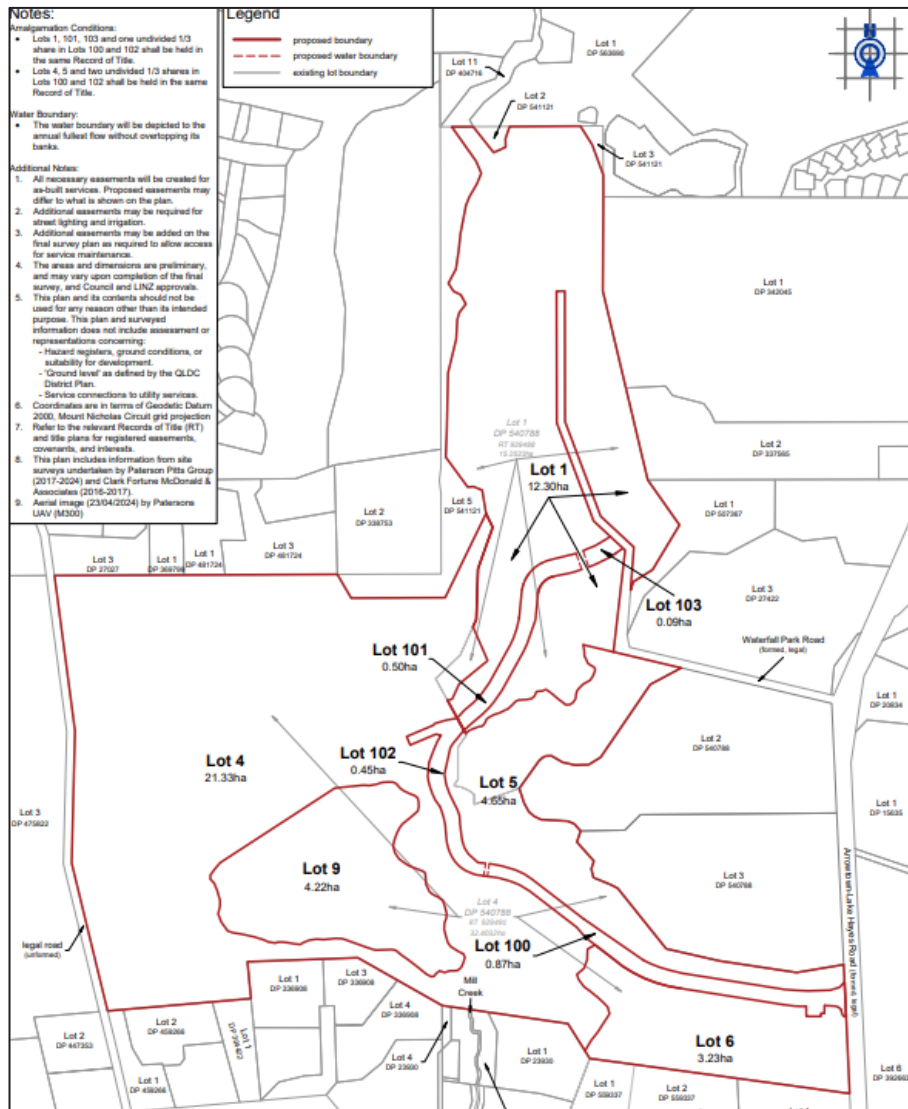 Notes:
Amalgamation Conditions:
• Lots 1, 101, 103 and one undivided 1/3
share in Lots 100 and 102 shall be held in
the same Record of Title.
• Lots 4, 5 and two undivided 1/3 shares in
Lots 100 and 102 shall be held in the same
Record of Title.
Water Boundary:
• The water boundary will be depicted to the
annual fullest flow without overtopping its
banks.
Additional Notes:
1. All necessary easements will be created for
as-built services. Proposed easements may
differ to what is shown on the plan.
2. Additional easements may be required for
street lighting and irrigation.
3. Additional easements may be added on the
final survey plan as required to allow access
for service maintenance.
4. The areas and dimensions are preliminary,
and may vary upon completion of the final
survey, and Council and LINZ approvals.
5. This plan and its contents should not be
used for any reason other than its intended
purpose. This plan and surveyed
information does not include assessment or
representations concerning:
- Hazard registers, ground conditions, or
suitability for development.
- 'Ground level' as defined by the QLDC
District Plan.
- Service connections to utility services.
6. Coordinates are in terms of Geodetic Datum
2000, Mount Nicholas Circuit grid projection
7. Refer to the relevant Records of Title (RT)
and title plans for registered easements,
covenants, and interests.
8. This plan includes information from site
surveys undertaken by Paterson Pitts Group
(2017-2024) and Clark Fortune McDonald &
Associates (2016-2017).
9. Aerial image (23/04/2024) by Patersons
UAV (M300)
Legend
proposed boundary
proposed water boundary
existing lot boundary
Lot 11
DP 404716
Lot 1
DP 563690
Lot 2
DP 541121
Lot 3
DP 541121
Lot 1
DP 342045
Lot 1
DP 540788
RT 929488
Lot 1
12.30ha
Lot 2
DP 337565
Lot 5
DP 541121
Lot 1
DP 507367
Lot 2
DP 338753
Lot 3
DP 27027
Lot 1
DP 369799
Lot 1
DP 481724
Lot 3
DP 481724
Lot 3
DP 27422
Lot 103
0.09ha
Waterfall Park Road
(formed, legal)
Lot 101
0.50ha
Lot 1
DP 20834
Lot 2
DP 540788
Lot 102
0.45ha
Lot 4
21.33ha
Lot 5
4.65ha
Lot 3
DP 475822
Lot 1
DP 15635
Lot 9
4.22ha
Lot 3
DP 540788
Lot 4
DP 540788
Arrowtown-Lake Hayes Road (formed, legal)
legal road
(unformed)
Lot 100
0.87ha
Lot 1
DP 336908
Lot 3
DP 336908
Mill
Creek
Lot 4
DP 336908
Lot 2
DP 459266
Lot 2
DP 447353
Lot 1
Lot 6
3.23ha
Lot 4
DP 23930
Lot 1
DP 23930
Lot 1
DP 459266
Lot 1
DP 559337
Lot 2
DP 559337
Lot 6